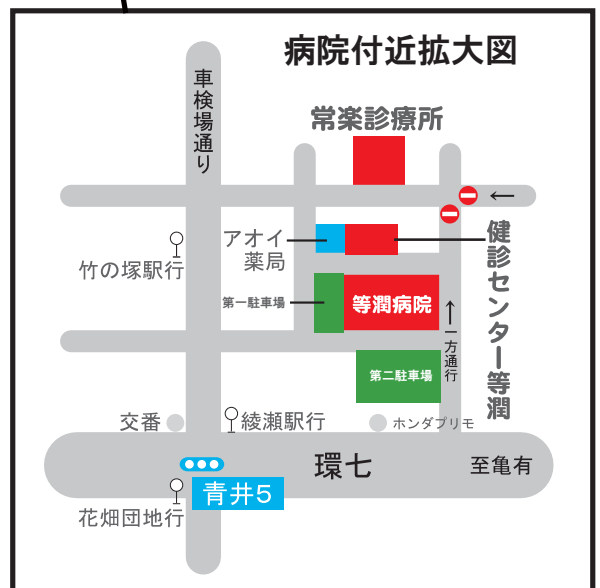 病院付近拡大図
車検場通り
常楽診療所
←
アオイ
薬局
健診センター等潤
竹の塚駅行
第一駐車場
等潤病院
←一方通行
第二駐車場
交番
綾瀬駅行
ホンダプリモ
環七
至亀有
青井5
花畑団地行